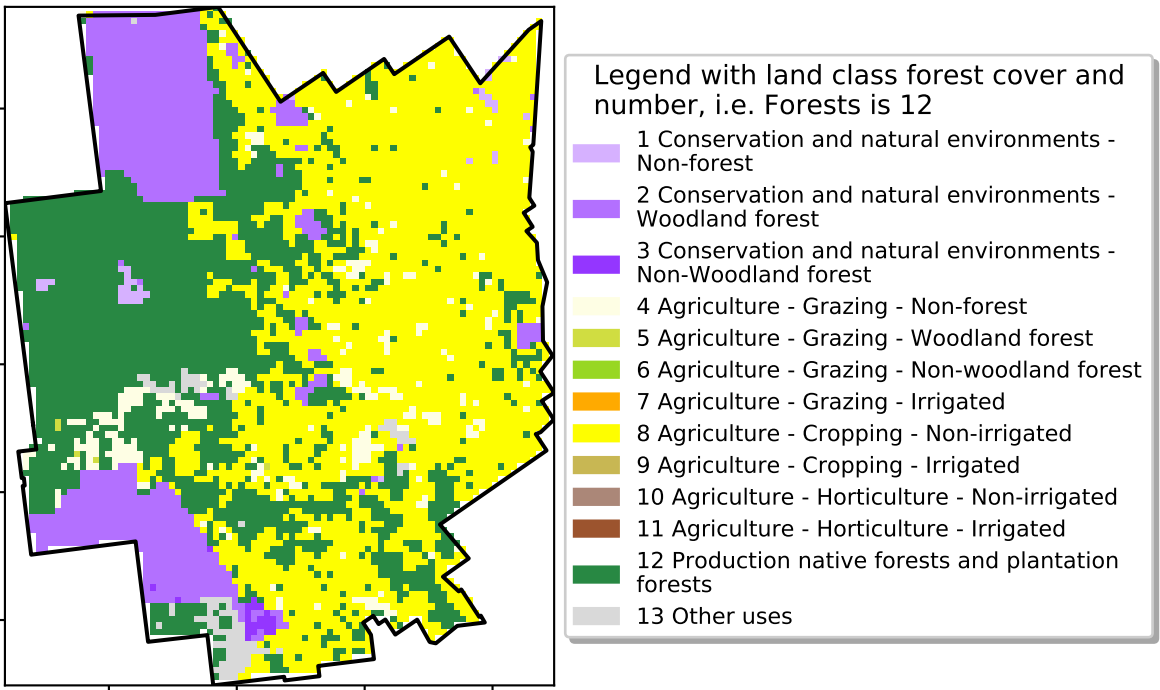 Legend with land class forest cover and
number, i.e. Forests is 12
1 Conservation and natural environments -
Non-forest
2 Conservation and natural environments -
Woodland forest
3 Conservation and natural environments -
Non-Woodland forest
4 Agriculture - Grazing - Non-forest
5 Agriculture - Grazing - Woodland forest
6 Agriculture - Grazing - Non-woodland forest
7 Agriculture - Grazing - Irrigated
8 Agriculture - Cropping - Non-irrigated
9 Agriculture - Cropping - Irrigated
10 Agriculture - Horticulture - Non-irrigated
11 Agriculture - Horticulture - Irrigated
12 Production native forests and plantation
forests
13 Other uses